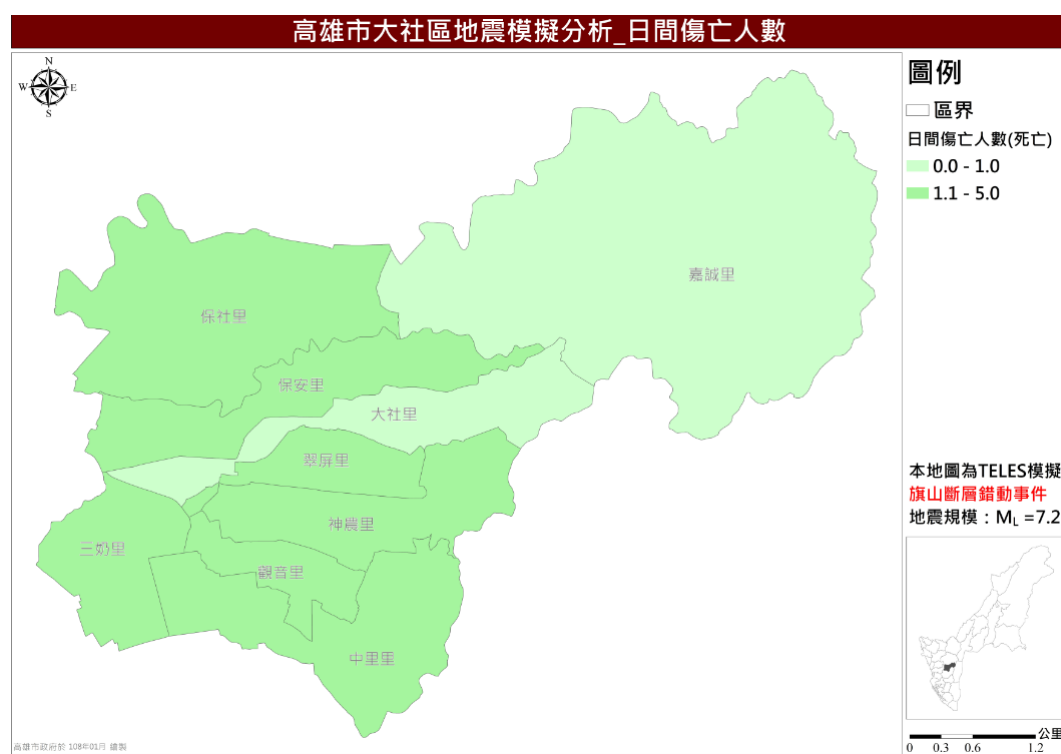 高雄市大社區地震模擬分析_日間傷亡人數
N
W
E
S
圖例
區界
日間傷亡人數(死亡)
0.0 - 1.0
1.1 - 5.0
嘉誠里
保社里
保安里
大社里
翠屏里
神農里
三奶里
觀音里
中里里
本地圖為TELES模擬
旗山斷層錯動事件
地震規模：ML =7.2
公里
0 0.3 0.6 1.2
高雄市政府於 108年01月 繪製